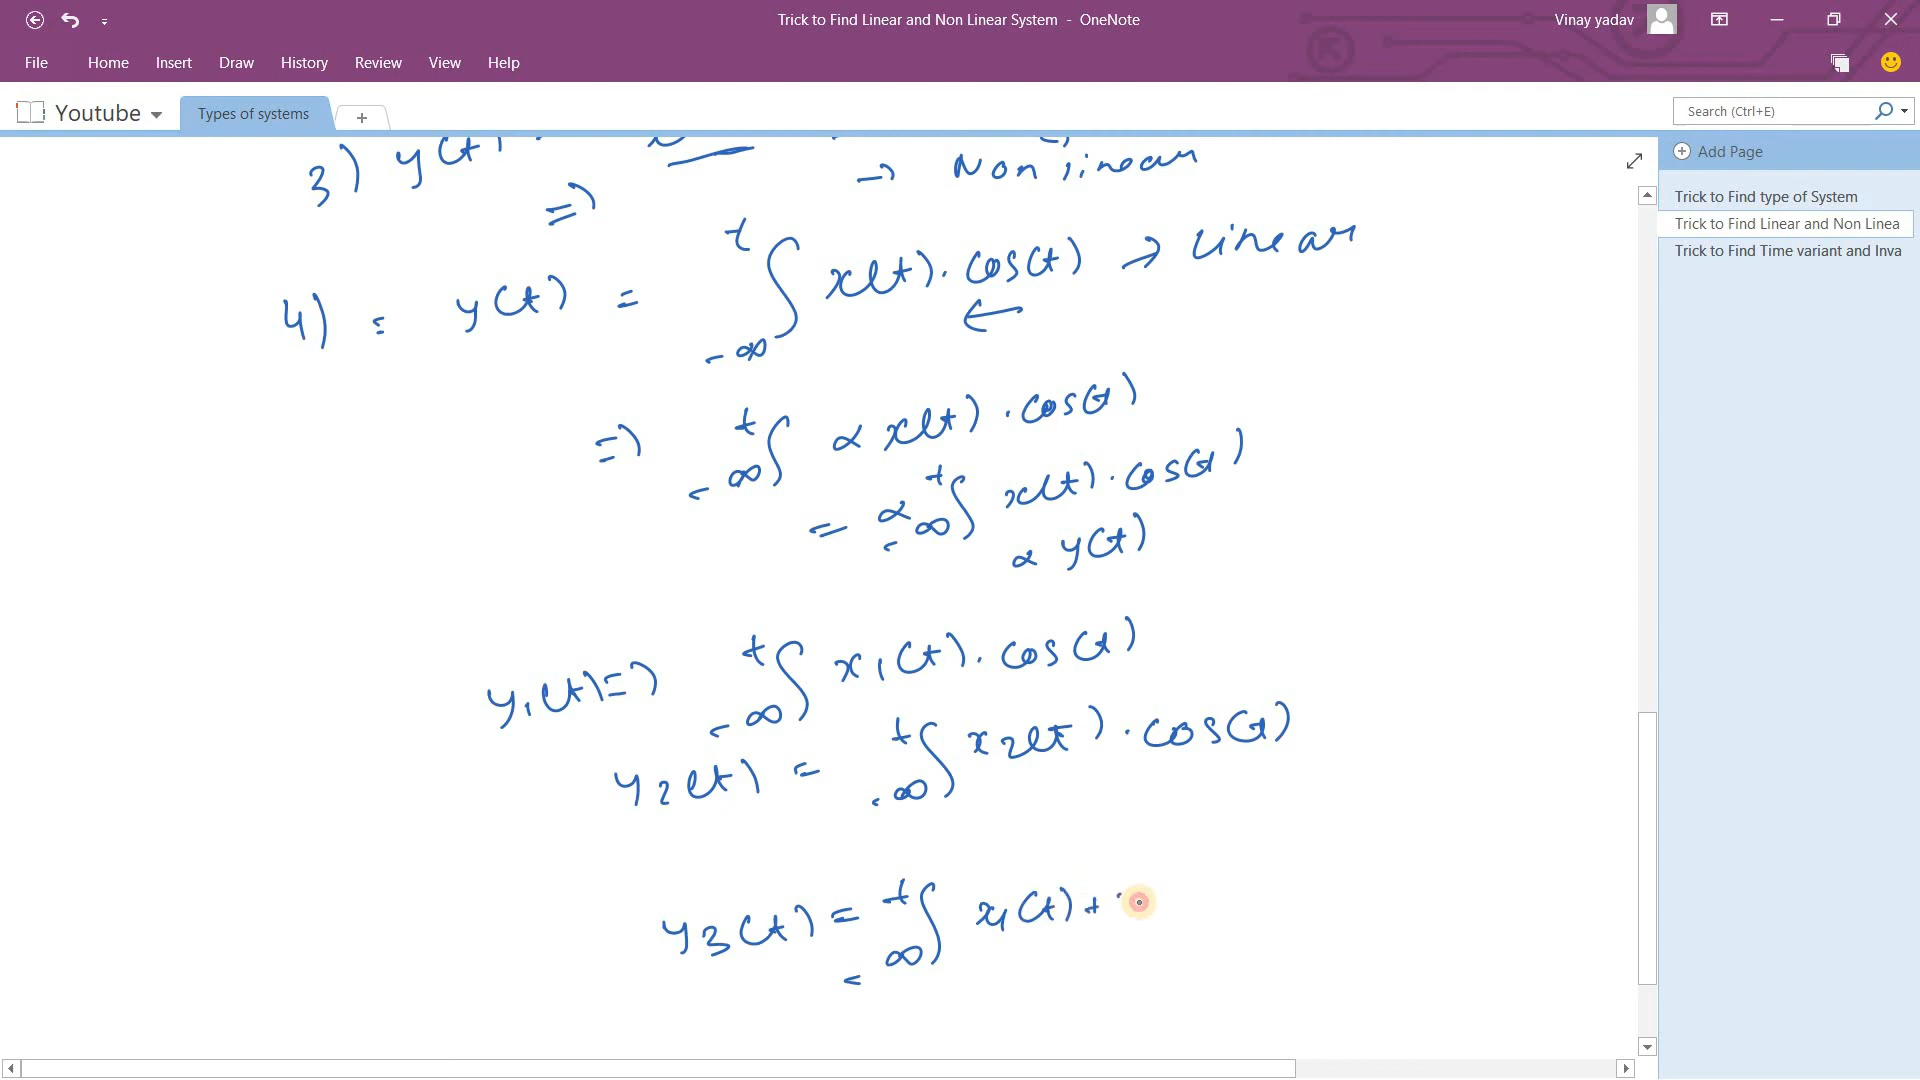 Trick to Find Linear and Non Linear System - OneNote
Vinay yadav
File Home Insert Draw History Review View Help
Youtube
Types of systems
+
Search (Ctrl+E)
Add Page
Trick to Find type of System
Trick to Find Linear and Non Linea
Trick to Find Time variant and Inva
3) y(t)
=> → Non linear
4) = y(t) = ∫ t -∞ x(t) . cos(t) → Linear
←
=> ∫ t -∞ α x(t) . cos(t)
= α ∫ t -∞ x(t) . cos(t)
α y(t)
y1(t) => ∫ t -∞ x1(t) . cos(t)
y2(t) = ∫ t -∞ x2(t) . cos(t)
y3(t) = ∫ t -∞ x1(t) +